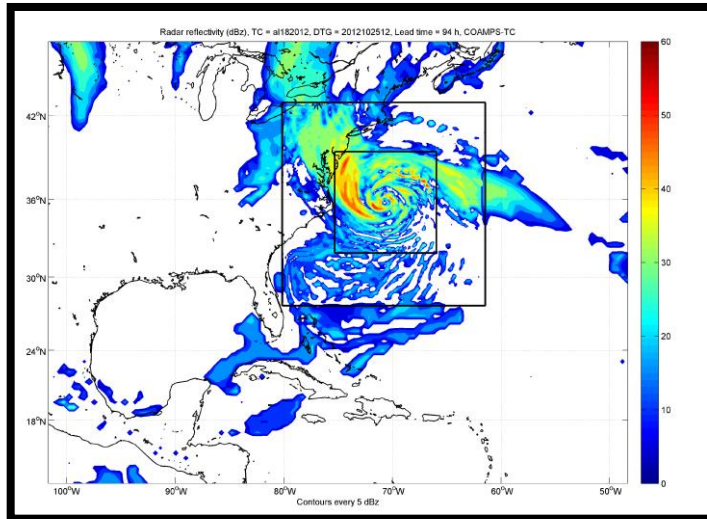 Radar reflectivity (dBz), TC = al182012, DTG = 2012102512, Lead time = 94 h, COAMPS-TC
60
50
42°N
40
36°N
30
30°N
20
24°N
10
18°N
0
100°W 90°W 80°W 70°W 60°W 50°W
Contours every 5 dBz